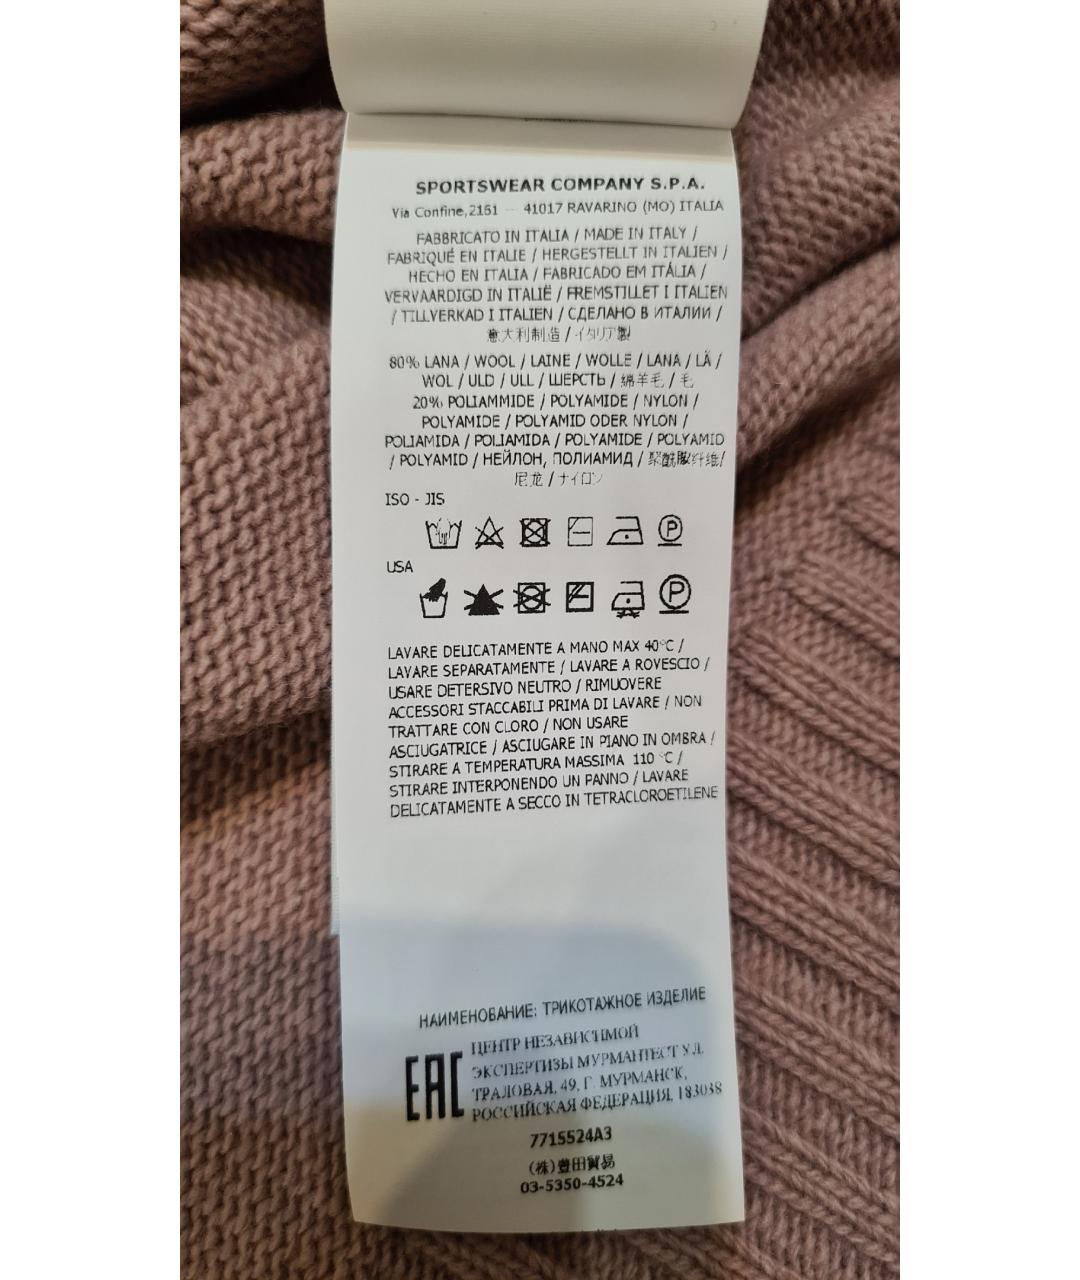 SPORTSWEAR COMPANY S.P.A.
Via Confine,2161 — 41017 RAVARINO (MO) ITALIA
FABBRICATO IN ITALIA / MADE IN ITALY /
FABRIQUÉ EN ITALIE / HERGESTELLT IN ITALIEN /
HECHO EN ITALIA / FABRICADO EM ITÁLIA /
VERVAARDIGD IN ITALIË / FREMSTILLET I ITALIEN
/ TILLVERKAD I ITALIEN / СДЕЛАНО В ИТАЛИИ /
意大利制造 / イタリア製
80% LANA / WOOL / LAINE / WOLLE / LANA / LÃ /
WOL / ULD / ULL / ШЕРСТЬ / 绵羊毛 / 毛
20% POLIAMMIDE / POLYAMIDE / NYLON /
POLYAMIDE / POLYAMID ODER NYLON /
POLIAMIDA / POLIAMIDA / POLYAMIDE / POLYAMID
/ POLYAMID / НЕЙЛОН, ПОЛИАМИД / 聚酰胺纤维/
尼龙 / ナイロン
ISO - JIS
P
USA
P
LAVARE DELICATAMENTE A MANO MAX 40°C /
LAVARE SEPARATAMENTE / LAVARE A ROVESCIO /
USARE DETERSIVO NEUTRO / RIMUOVERE
ACCESSORI STACCABILI PRIMA DI LAVARE / NON
TRATTARE CON CLORO / NON USARE
ASCIUGATRICE / ASCIUGARE IN PIANO IN OMBRA /
STIRARE A TEMPERATURA MASSIMA 110 °C /
STIRARE INTERPONENDO UN PANNO / LAVARE
DELICATAMENTE A SECCO IN TETRACLOROETILENE
НАИМЕНОВАНИЕ: ТРИКОТАЖНОЕ ИЗДЕЛИЕ
EAC
ЦЕНТР НЕЗАВИСИМОЙ
ЭКСПЕРТИЗЫ МУРМАНТЕСТ УЛ.
ТРАЛОВАЯ, 49, Г. МУРМАНСК,
РОССИЙСКАЯ ФЕДЕРАЦИЯ, 183038
7715524A3
(株)豊田貿易
03-5350-4524